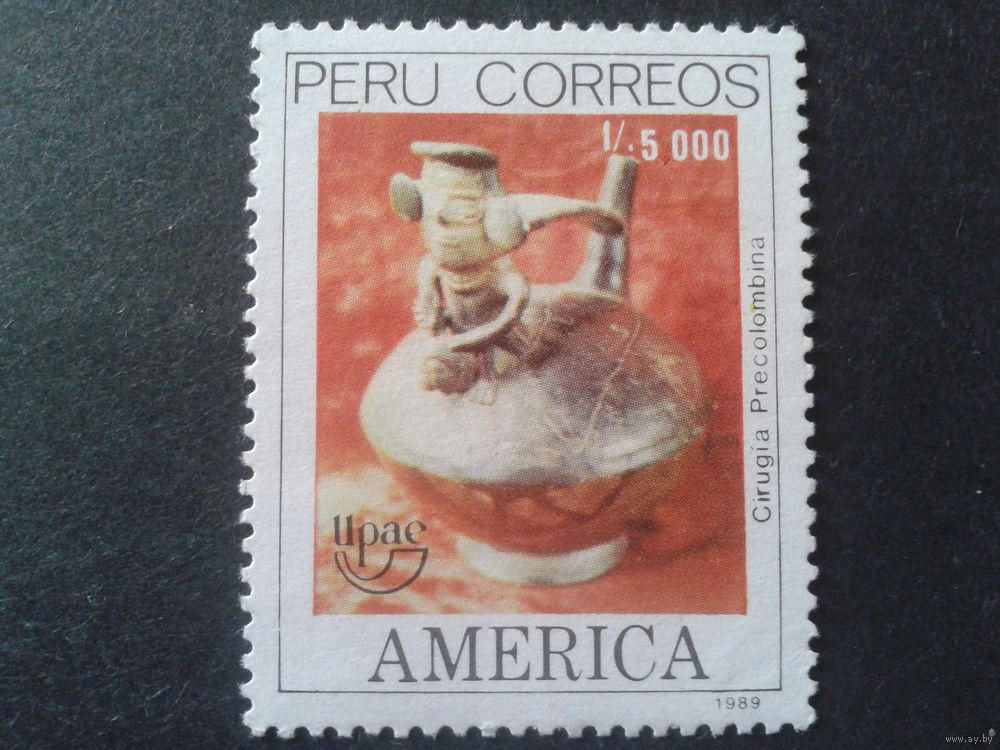 PERU CORREOS
I/. 5 000
Cirugía Precolombina
Upae
AMERICA
1989
www.ay.by